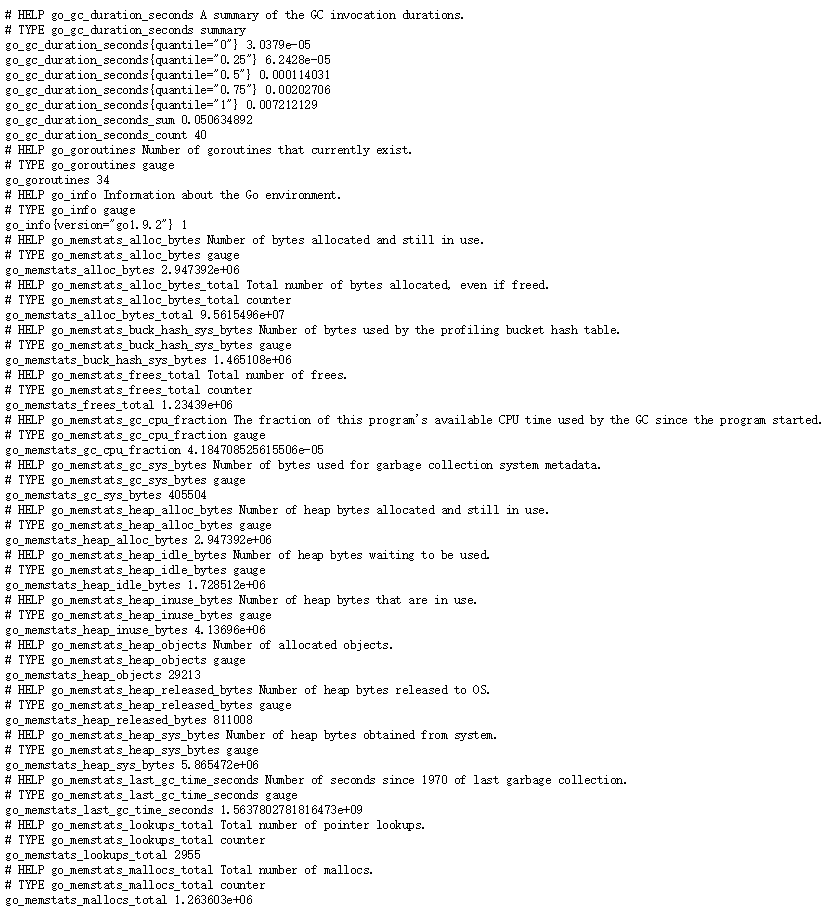 # HELP go_gc_duration_seconds A summary of the GC invocation durations.
# TYPE go_gc_duration_seconds summary
go_gc_duration_seconds{quantile="0"} 3.0379e-05
go_gc_duration_seconds{quantile="0.25"} 6.2428e-05
go_gc_duration_seconds{quantile="0.5"} 0.000114031
go_gc_duration_seconds{quantile="0.75"} 0.00202706
go_gc_duration_seconds{quantile="1"} 0.007212129
go_gc_duration_seconds_sum 0.050634892
go_gc_duration_seconds_count 40
# HELP go_goroutines Number of goroutines that currently exist.
# TYPE go_goroutines gauge
go_goroutines 34
# HELP go_info Information about the Go environment.
# TYPE go_info gauge
go_info{version="go1.9.2"} 1
# HELP go_memstats_alloc_bytes Number of bytes allocated and still in use.
# TYPE go_memstats_alloc_bytes gauge
go_memstats_alloc_bytes 2.947392e+06
# HELP go_memstats_alloc_bytes_total Total number of bytes allocated, even if freed.
# TYPE go_memstats_alloc_bytes_total counter
go_memstats_alloc_bytes_total 9.5615496e+07
# HELP go_memstats_buck_hash_sys_bytes Number of bytes used by the profiling bucket hash table.
# TYPE go_memstats_buck_hash_sys_bytes gauge
go_memstats_buck_hash_sys_bytes 1.465108e+06
# HELP go_memstats_frees_total Total number of frees.
# TYPE go_memstats_frees_total counter
go_memstats_frees_total 1.23439e+06
# HELP go_memstats_gc_cpu_fraction The fraction of this program's available CPU time used by the GC since the program started.
# TYPE go_memstats_gc_cpu_fraction gauge
go_memstats_gc_cpu_fraction 4.184708525615506e-05
# HELP go_memstats_gc_sys_bytes Number of bytes used for garbage collection system metadata.
# TYPE go_memstats_gc_sys_bytes gauge
go_memstats_gc_sys_bytes 405504
# HELP go_memstats_heap_alloc_bytes Number of heap bytes allocated and still in use.
# TYPE go_memstats_heap_alloc_bytes gauge
go_memstats_heap_alloc_bytes 2.947392e+06
# HELP go_memstats_heap_idle_bytes Number of heap bytes waiting to be used.
# TYPE go_memstats_heap_idle_bytes gauge
go_memstats_heap_idle_bytes 1.728512e+06
# HELP go_memstats_heap_inuse_bytes Number of heap bytes that are in use.
# TYPE go_memstats_heap_inuse_bytes gauge
go_memstats_heap_inuse_bytes 4.13696e+06
# HELP go_memstats_heap_objects Number of allocated objects.
# TYPE go_memstats_heap_objects gauge
go_memstats_heap_objects 29213
# HELP go_memstats_heap_released_bytes Number of heap bytes released to OS.
# TYPE go_memstats_heap_released_bytes gauge
go_memstats_heap_released_bytes 811008
# HELP go_memstats_heap_sys_bytes Number of heap bytes obtained from system.
# TYPE go_memstats_heap_sys_bytes gauge
go_memstats_heap_sys_bytes 5.865472e+06
# HELP go_memstats_last_gc_time_seconds Number of seconds since 1970 of last garbage collection.
# TYPE go_memstats_last_gc_time_seconds gauge
go_memstats_last_gc_time_seconds 1.5637802781816473e+09
# HELP go_memstats_lookups_total Total number of pointer lookups.
# TYPE go_memstats_lookups_total counter
go_memstats_lookups_total 2955
# HELP go_memstats_mallocs_total Total number of mallocs.
# TYPE go_memstats_mallocs_total counter
go_memstats_mallocs_total 1.263603e+06